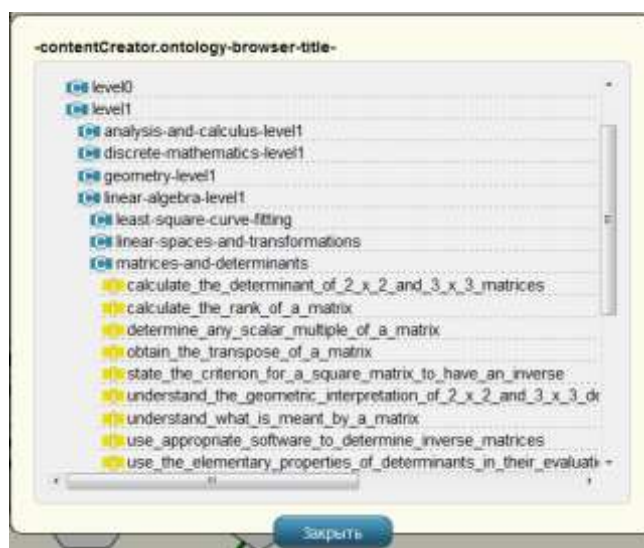 -contentCreator.ontology-browser-title-
level0
level1
analysis-and-calculus-level1
discrete-mathematics-level1
geometry-level1
linear-algebra-level1
least-square-curve-fitting
linear-spaces-and-transformations
matrices-and-determinants
calculate_the_determinant_of_2_x_2_and_3_x_3_matrices
calculate_the_rank_of_a_matrix
determine_any_scalar_multiple_of_a_matrix
obtain_the_transpose_of_a_matrix
state_the_criterion_for_a_square_matrix_to_have_an_inverse
understand_the_geometric_interpretation_of_2_x_2_and_3_x_3_de
understand_what_is_meant_by_a_matrix
use_appropriate_software_to_determine_inverse_matrices
use_the_elementary_properties_of_determinants_in_their_evaluati
Закрыть